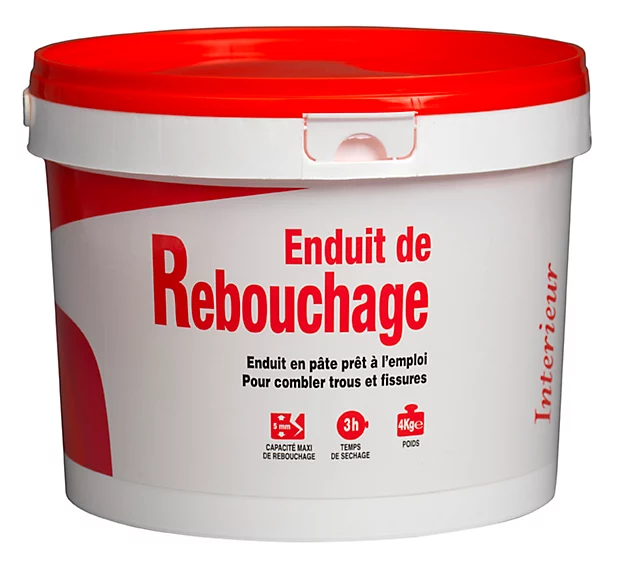 Enduit de
Rebouchage
Enduit en pâte prêt à l'emploi
Pour combler trous et fissures
5 mm
CAPACITÉ MAXI
DE REBOUCHAGE
3h
TEMPS
DE SECHAGE
4Kg℮
POIDS
Interieur